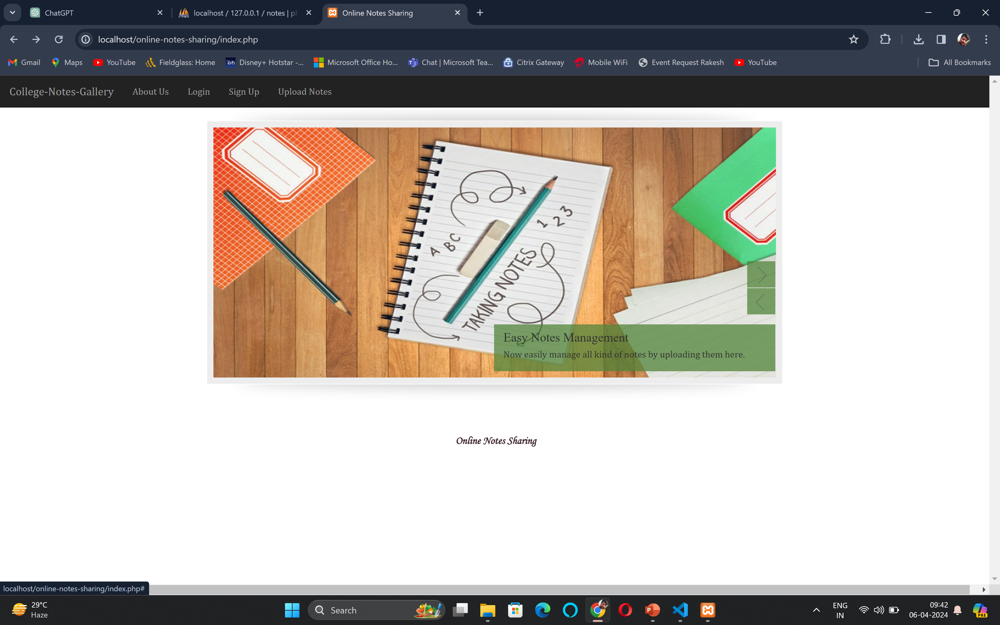 ChatGPT
localhost / 127.0.0.1 / notes | ph
Online Notes Sharing
localhost/online-notes-sharing/index.php
Gmail
Maps
YouTube
Fieldglass: Home
Disney+ Hotstar -...
Microsoft Office Ho...
Chat | Microsoft Tea...
Citrix Gateway
Mobile WiFi
Event Request Rakesh
YouTube
All Bookmarks
College-Notes-Gallery
About Us
Login
Sign Up
Upload Notes
1 2 3
A B C
TAKING NOTES
Easy Notes Management
Now easily manage all kind of notes by uploading them here.
Online Notes Sharing
localhost/online-notes-sharing/index.php#
29°C
Haze
Search
ENG
IN
09:42
06-04-2024
PRE